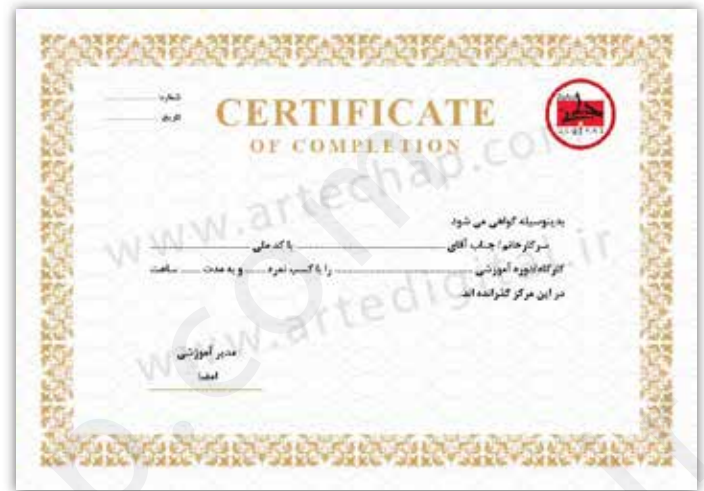 شماره ..............
تاریخ ..............
CERTIFICATE
OF COMPLETION
www.artechap.com
بدینوسیله گواهی می شود
سرکار خانم/ جناب آقای ............................ با کد ملی ............................
کارگاه/دوره آموزشی ............................ را با کسب نمره ....... و به مدت ....... ساعت
در این مرکز گذرانده اند.
www.artedigital.ir
مدیر آموزشی
امضا